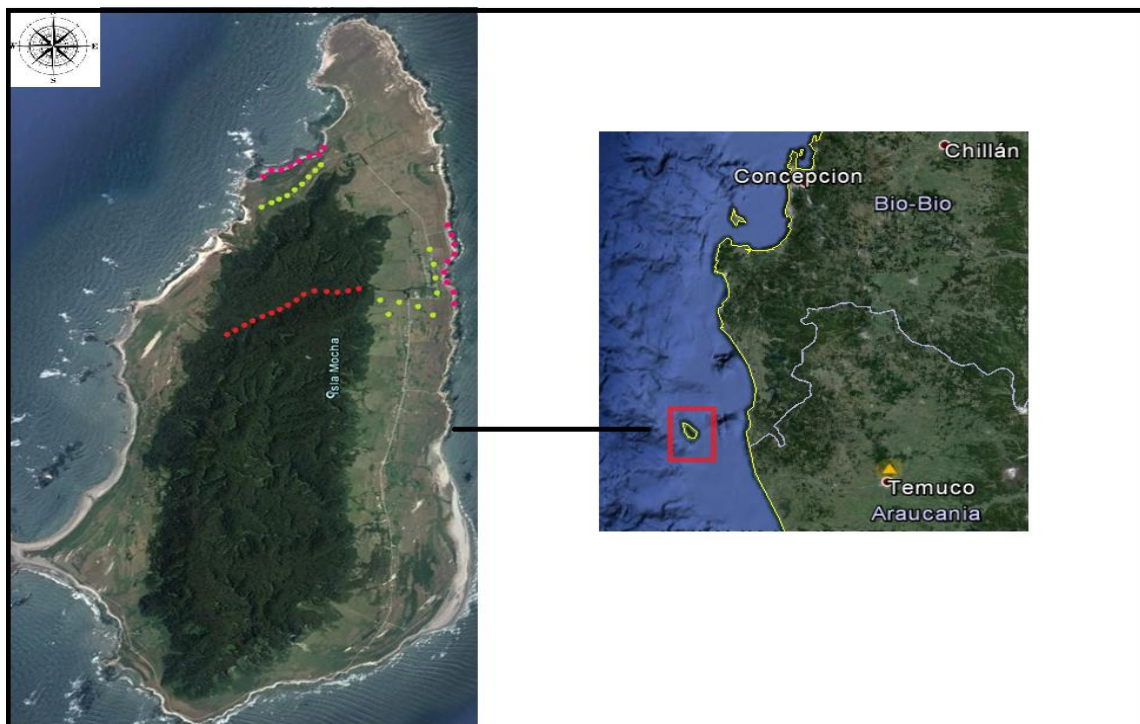 E
S
Isla Mocha
Chillán
Concepcion
Bio-Bio
Temuco
Araucania